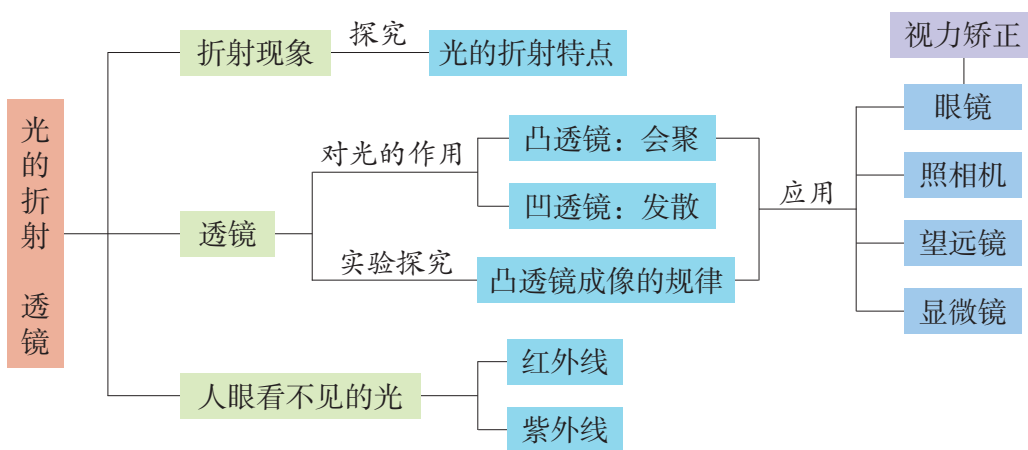 光的折射 透镜
折射现象
探究
光的折射特点
透镜
对光的作用
凸透镜：会聚
凹透镜：发散
实验探究
凸透镜成像的规律
应用
视力矫正
眼镜
照相机
望远镜
显微镜
人眼看不见的光
红外线
紫外线